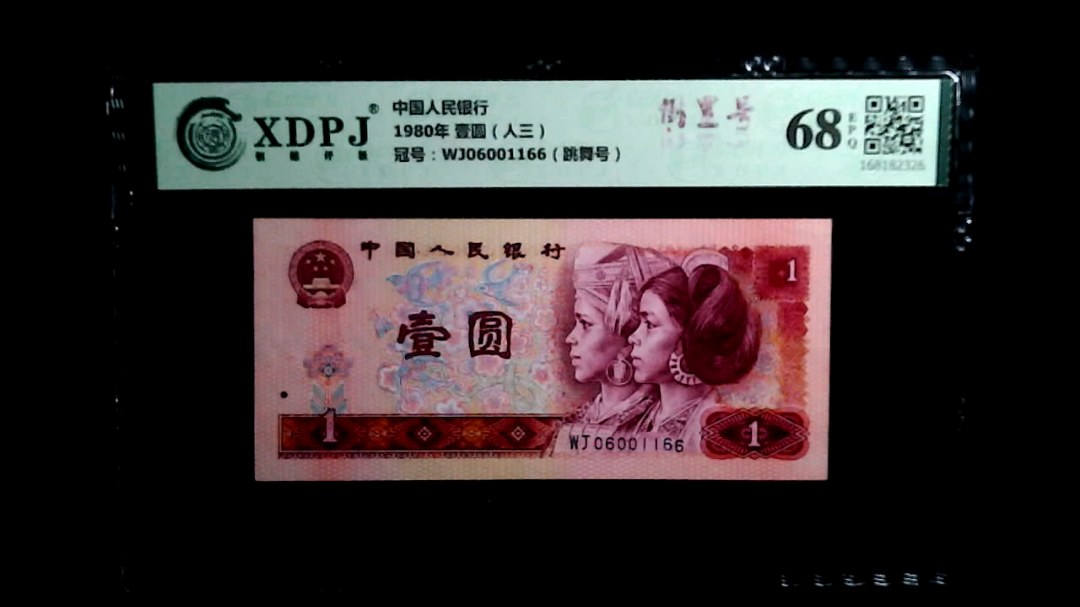 XDPJ®
中国人民银行
1980年 壹圆（人三）
冠号：WJ06001166（跳舞号）
68
EPQ
168182326
中国人民银行
1
壹圆
1
WJ06001166
1